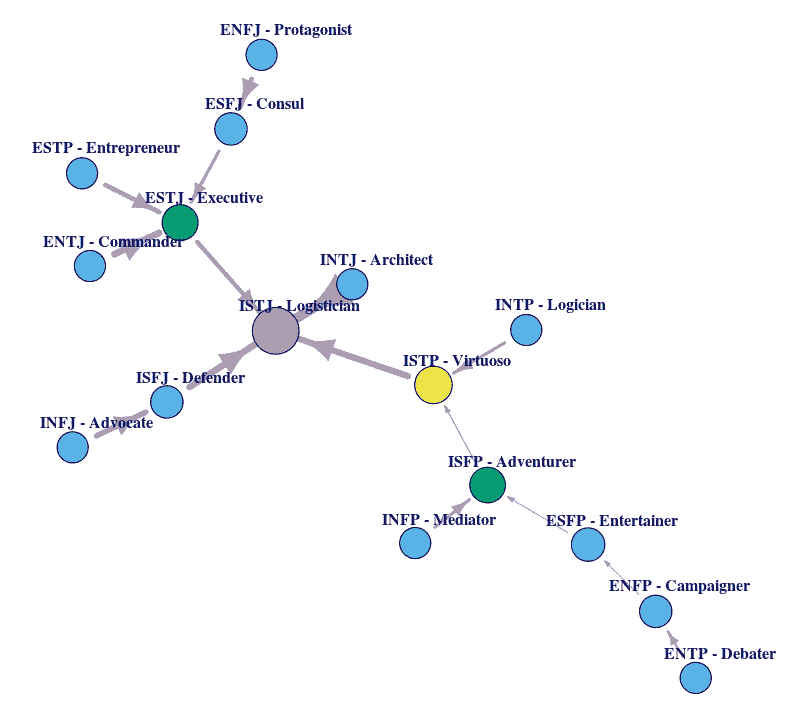 ENFJ - Protagonist
ESFJ - Consul
ESTP - Entrepreneur
ESTJ - Executive
ENTJ - Commander
INTJ - Architect
ISTJ - Logistician
INTP - Logician
ISTP - Virtuoso
ISFJ - Defender
INFJ - Advocate
ISFP - Adventurer
INFP - Mediator
ESFP - Entertainer
ENFP - Campaigner
ENTP - Debater